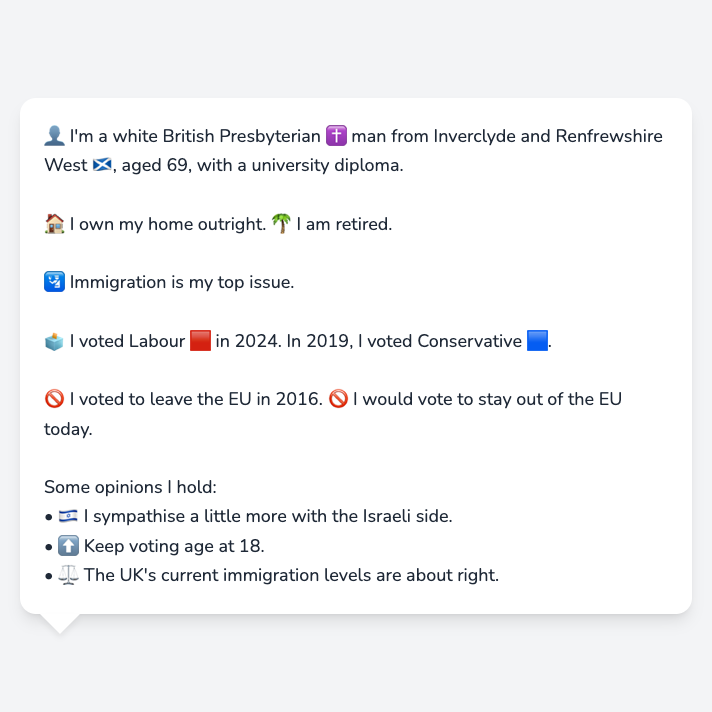 👤 I'm a white British Presbyterian ✝️ man from Inverclyde and Renfrewshire
West 🏴󠁧󠁢󠁳󠁣󠁴󠁿, aged 69, with a university diploma.
🏠 I own my home outright. 🌴 I am retired.
🛂 Immigration is my top issue.
🗳️ I voted Labour 🟥 in 2024. In 2019, I voted Conservative 🟦.
🚫 I voted to leave the EU in 2016. 🚫 I would vote to stay out of the EU
today.
Some opinions I hold:
• 🇮🇱 I sympathise a little more with the Israeli side.
• ⬆️ Keep voting age at 18.
• ⚖️ The UK's current immigration levels are about right.